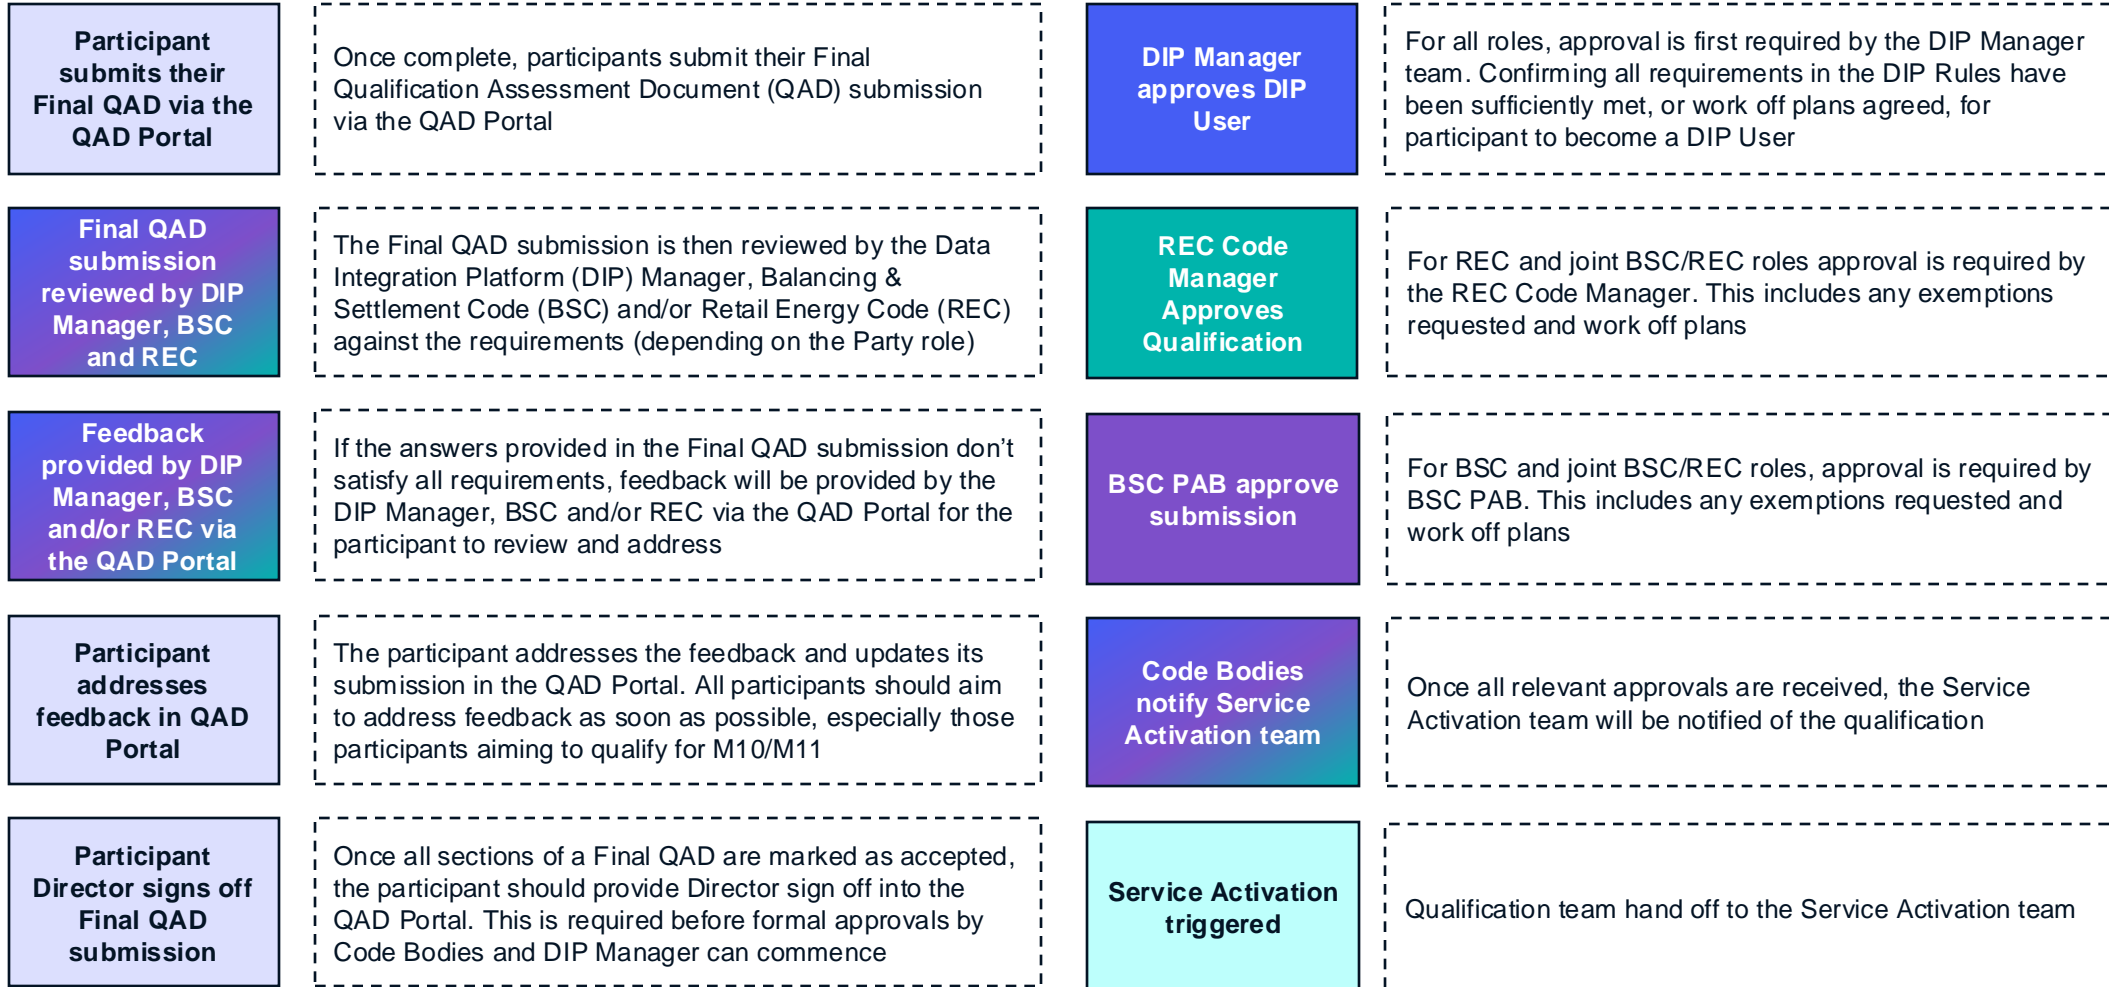 Participant
submits their
Final QAD via the
QAD Portal
Once complete, participants submit their Final
Qualification Assessment Document (QAD) submission
via the QAD Portal
Final QAD
submission
reviewed by DIP
Manager, BSC
and REC
The Final QAD submission is then reviewed by the Data
Integration Platform (DIP) Manager, Balancing &
Settlement Code (BSC) and/or Retail Energy Code (REC)
against the requirements (depending on the Party role)
Feedback
provided by DIP
Manager, BSC
and/or REC via
the QAD Portal
If the answers provided in the Final QAD submission don’t
satisfy all requirements, feedback will be provided by the
DIP Manager, BSC and/or REC via the QAD Portal for the
participant to review and address
Participant
addresses
feedback in QAD
Portal
The participant addresses the feedback and updates its
submission in the QAD Portal. All participants should aim
to address feedback as soon as possible, especially those
participants aiming to qualify for M10/M11
Participant
Director signs off
Final QAD
submission
Once all sections of a Final QAD are marked as accepted,
the participant should provide Director sign off into the
QAD Portal. This is required before formal approvals by
Code Bodies and DIP Manager can commence
DIP Manager
approves DIP
User
For all roles, approval is first required by the DIP Manager
team. Confirming all requirements in the DIP Rules have
been sufficiently met, or work off plans agreed, for
participant to become a DIP User
REC Code
Manager
Approves
Qualification
For REC and joint BSC/REC roles approval is required by
the REC Code Manager. This includes any exemptions
requested and work off plans
BSC PAB approve
submission
For BSC and joint BSC/REC roles, approval is required by
BSC PAB. This includes any exemptions requested and
work off plans
Code Bodies
notify Service
Activation team
Once all relevant approvals are received, the Service
Activation team will be notified of the qualification
Service Activation
triggered
Qualification team hand off to the Service Activation team